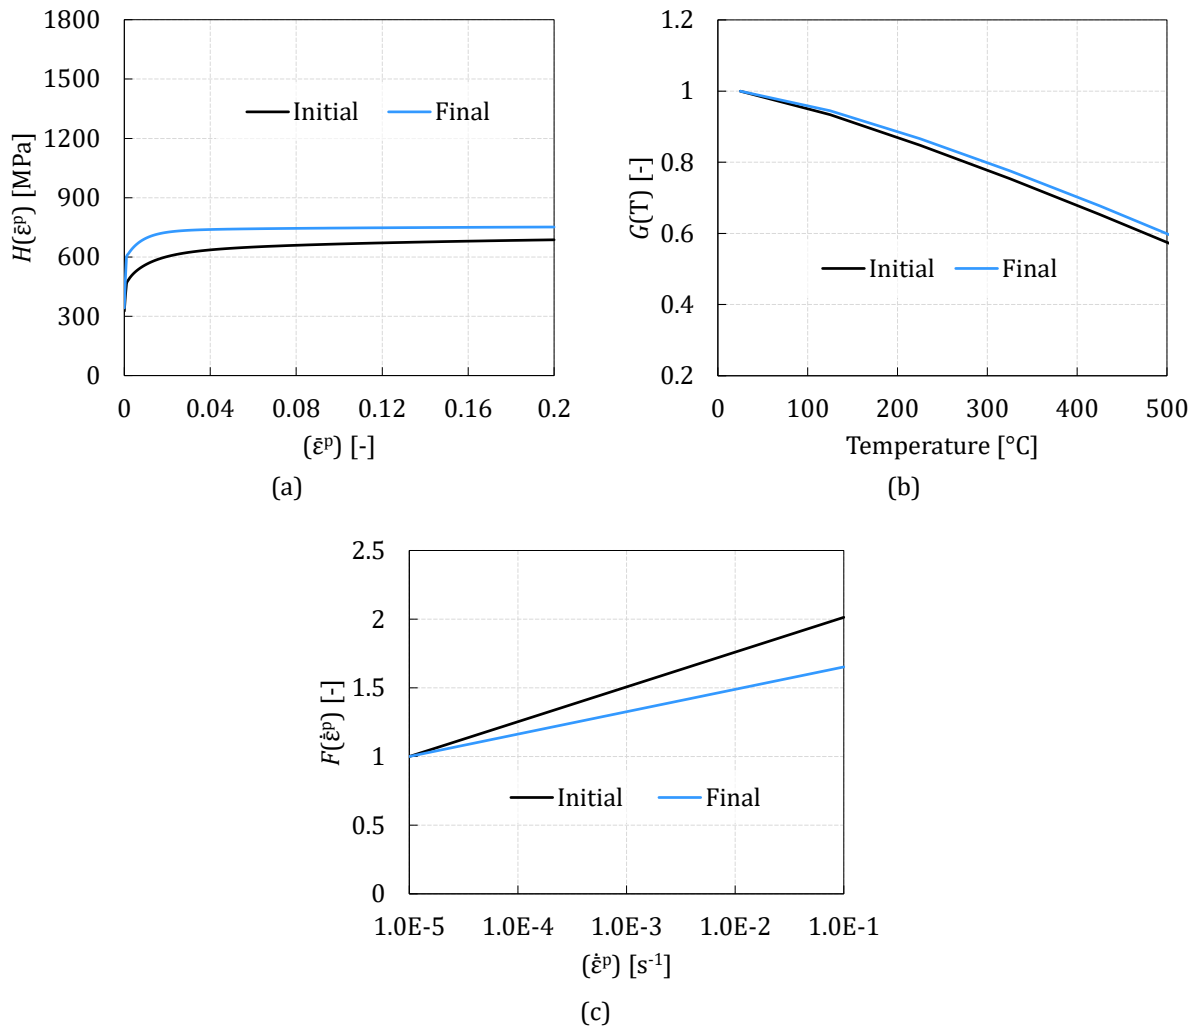 1800
1500
1200
900
600
300
0
H(ε̄ᵖ) [MPa]
Initial
Final
0 0.04 0.08 0.12 0.16 0.2
(ε̄ᵖ) [-]
(a)
1.2
1
0.8
0.6
0.4
0.2
G(T) [-]
Initial
Final
0 100 200 300 400 500
Temperature [°C]
(b)
2.5
2
1.5
1
0.5
0
F(ε̄̇ᵖ) [-]
Initial
Final
1.0E-5 1.0E-4 1.0E-3 1.0E-2 1.0E-1
(ε̄̇ᵖ) [s⁻¹]
(c)